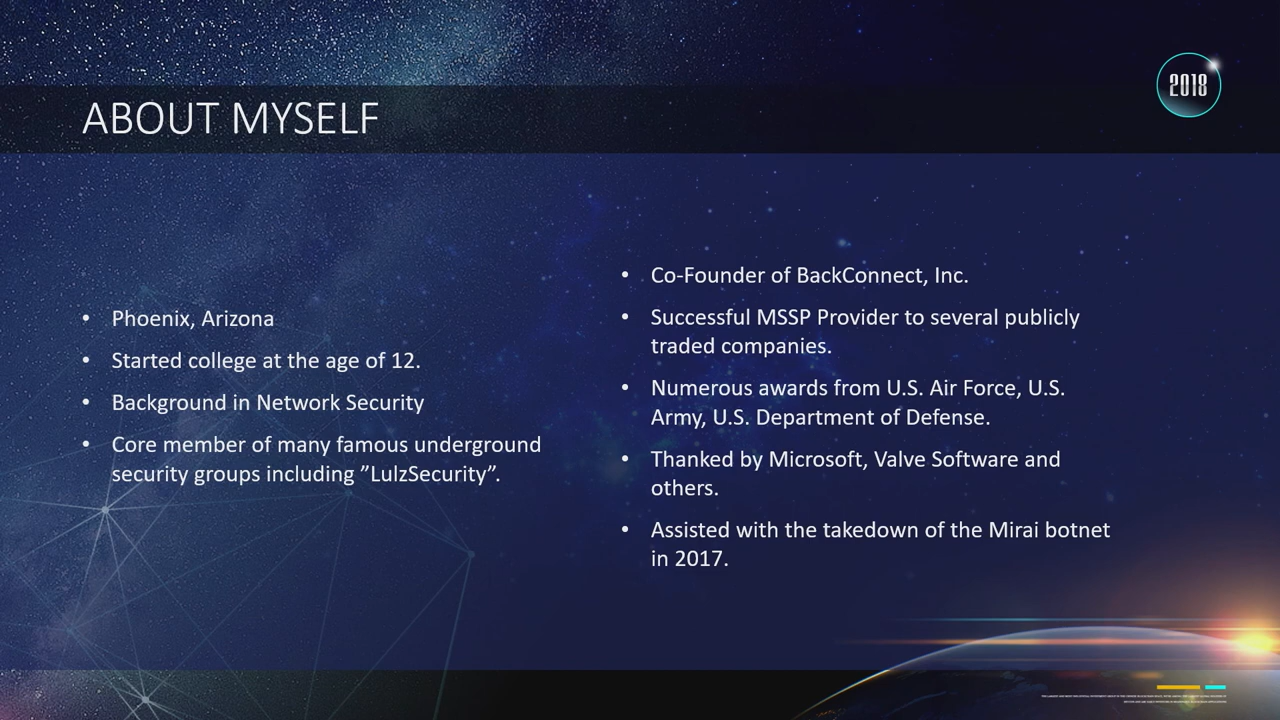 2018
ABOUT MYSELF
• Phoenix, Arizona
• Started college at the age of 12.
• Background in Network Security
• Core member of many famous underground
security groups including ”LulzSecurity”.
• Co-Founder of BackConnect, Inc.
• Successful MSSP Provider to several publicly
traded companies.
• Numerous awards from U.S. Air Force, U.S.
Army, U.S. Department of Defense.
• Thanked by Microsoft, Valve Software and
others.
• Assisted with the takedown of the Mirai botnet
in 2017.